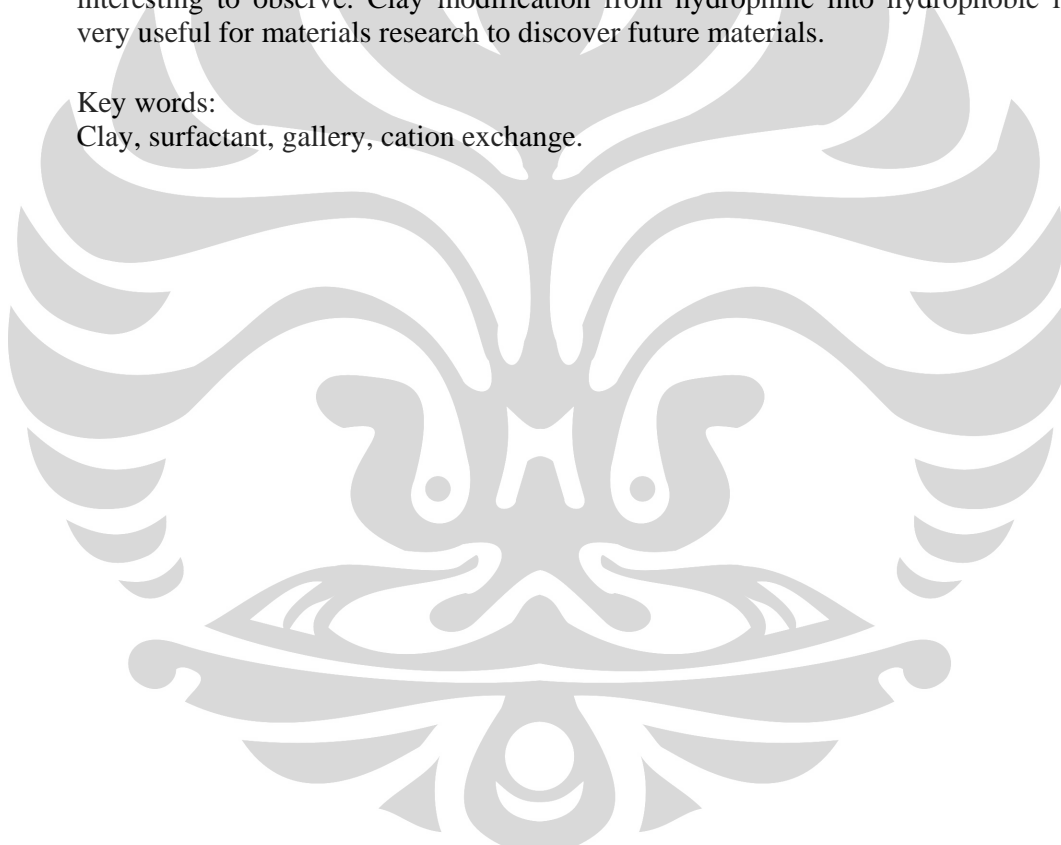 interesting to observe. Clay modification from hydrophilic into hydrophobic
very useful for materials research to discover future materials.
Key words:
Clay, surfactant, gallery, cation exchange.